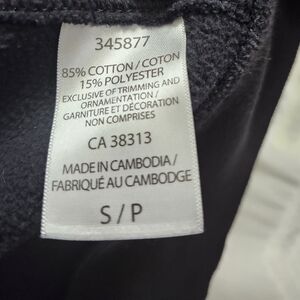 345877
85% COTTON / COTON
15% POLYESTER
EXCLUSIVE OF TRIMMING AND
ORNAMENTATION /
GARNITURE ET DÉCORATION
NON COMPRISES
CA 38313
MADE IN CAMBODIA /
FABRIQUÉ AU CAMBODGE
S / P